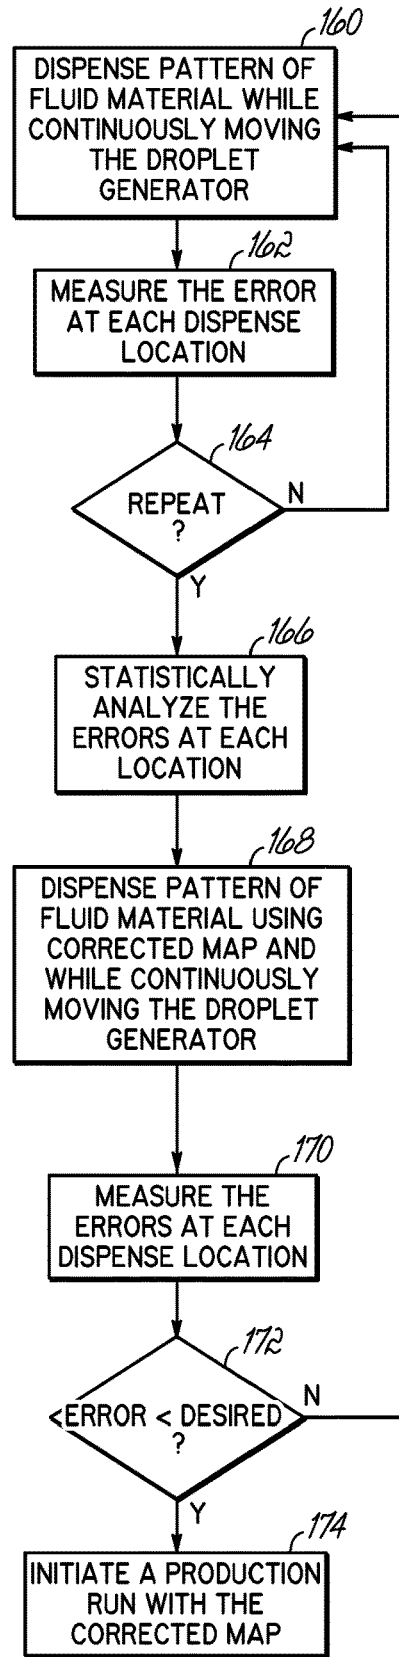 160
DISPENSE PATTERN OF
FLUID MATERIAL WHILE
CONTINUOUSLY MOVING
THE DROPLET
GENERATOR
162
MEASURE THE ERROR
AT EACH DISPENSE
LOCATION
164
REPEAT
?
N
Y
166
STATISTICALLY
ANALYZE THE
ERRORS AT EACH
LOCATION
168
DISPENSE PATTERN OF
FLUID MATERIAL USING
CORRECTED MAP AND
WHILE CONTINUOUSLY
MOVING THE DROPLET
GENERATOR
170
MEASURE THE
ERRORS AT EACH
DISPENSE LOCATION
172
<ERROR < DESIRED
?
N
Y
174
INITIATE A PRODUCTION
RUN WITH THE
CORRECTED MAP